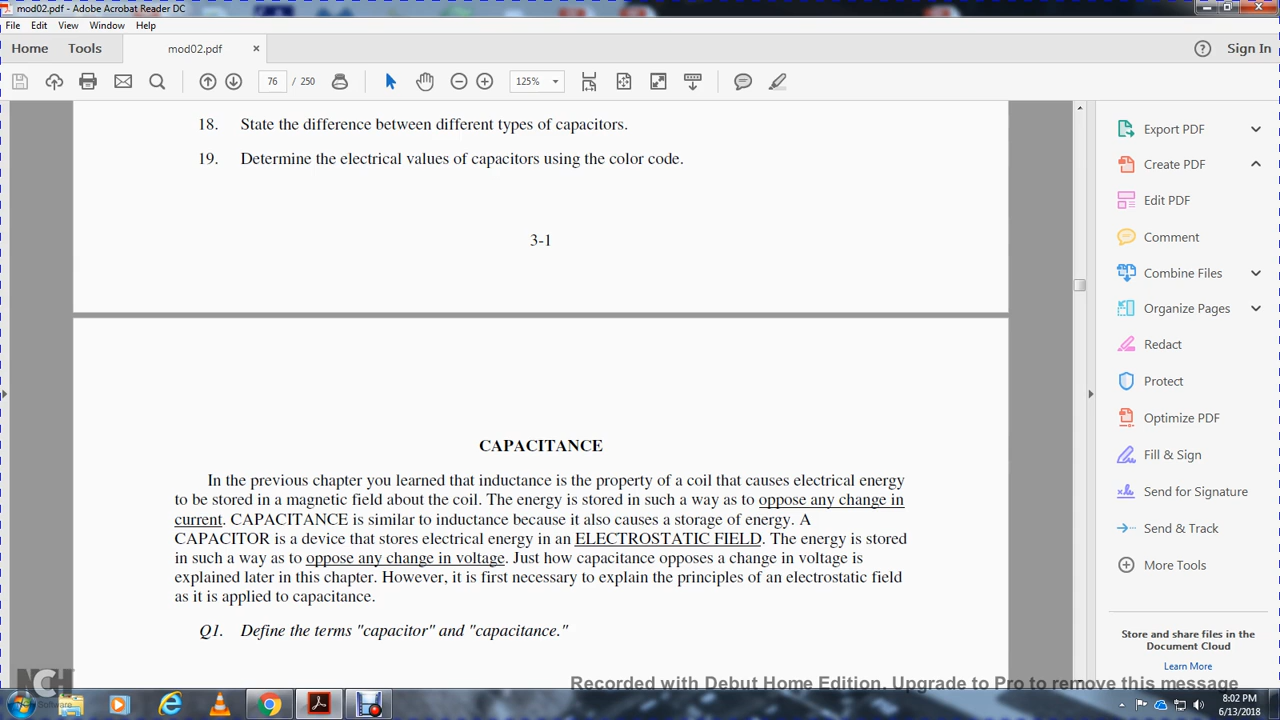 mod02.pdf - Adobe Acrobat Reader DC
File Edit View Window Help
Home Tools mod02.pdf × Sign In
76 / 250 125%
18. State the difference between different types of capacitors.
19. Determine the electrical values of capacitors using the color code.
3-1
CAPACITANCE
In the previous chapter you learned that inductance is the property of a coil that causes electrical energy
to be stored in a magnetic field about the coil. The energy is stored in such a way as to oppose any change in
current. CAPACITANCE is similar to inductance because it also causes a storage of energy. A
CAPACITOR is a device that stores electrical energy in an ELECTROSTATIC FIELD. The energy is stored
in such a way as to oppose any change in voltage. Just how capacitance opposes a change in voltage is
explained later in this chapter. However, it is first necessary to explain the principles of an electrostatic field
as it is applied to capacitance.
Q1. Define the terms "capacitor" and "capacitance."
Export PDF
Create PDF
Edit PDF
Comment
Combine Files
Organize Pages
Redact
Protect
Optimize PDF
Fill & Sign
Send for Signature
Send & Track
More Tools
Store and share files in the
Document Cloud
Learn More
NCH
Software
Recorded with Debut Home Edition. Upgrade to Pro to remove this message
8:02 PM
6/13/2018